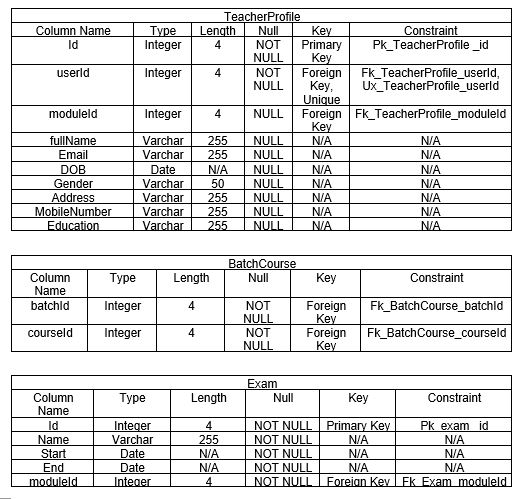 TeacherProfile
Column Name Type Length Null Key Constraint
Id Integer 4 NOT NULL Primary Key Pk_TeacherProfile _id
userId Integer 4 NOT NULL Foreign Key, Unique Fk_TeacherProfile_userId, Ux_TeacherProfile_userId
moduleId Integer 4 NULL Foreign Key Fk_TeacherProfile_moduleId
fullName Varchar 255 NULL N/A N/A
Email Varchar 255 NULL N/A N/A
DOB Date N/A NULL N/A N/A
Gender Varchar 50 NULL N/A N/A
Address Varchar 255 NULL N/A N/A
MobileNumber Varchar 255 NULL N/A N/A
Education Varchar 255 NULL N/A N/A
BatchCourse
Column Name Type Length Null Key Constraint
batchId Integer 4 NOT NULL Foreign Key Fk_BatchCourse_batchId
courseId Integer 4 NOT NULL Foreign Key Fk_BatchCourse_courseId
Exam
Column Name Type Length Null Key Constraint
Id Integer 4 NOT NULL Primary Key Pk_exam _id
Name Varchar 255 NOT NULL N/A N/A
Start Date N/A NOT NULL N/A N/A
End Date N/A NOT NULL N/A N/A
moduleId Integer 4 NOT NULL Foreign Key Fk_Exam_moduleId